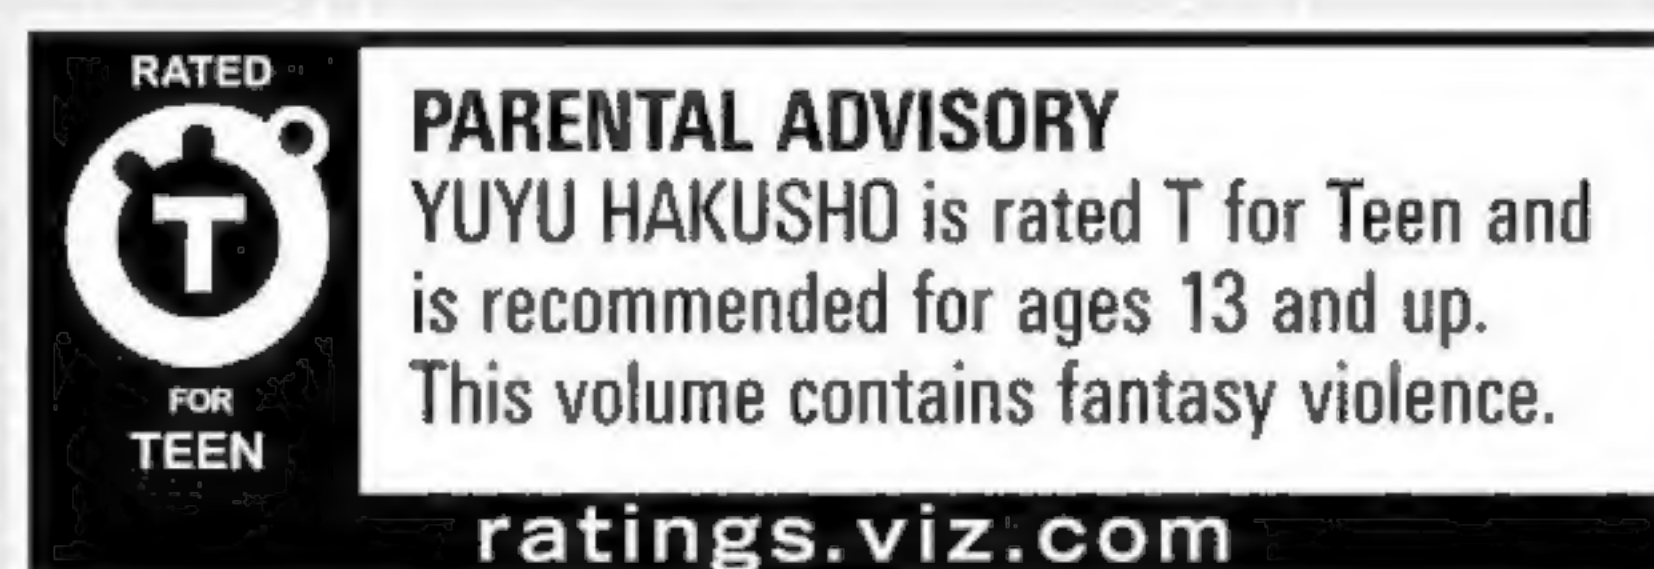 RATED
T
FOR
TEEN
PARENTAL ADVISORY
YUYU HAKUSHO is rated T for Teen and
is recommended for ages 13 and up.
This volume contains fantasy violence.
ratings.viz.com